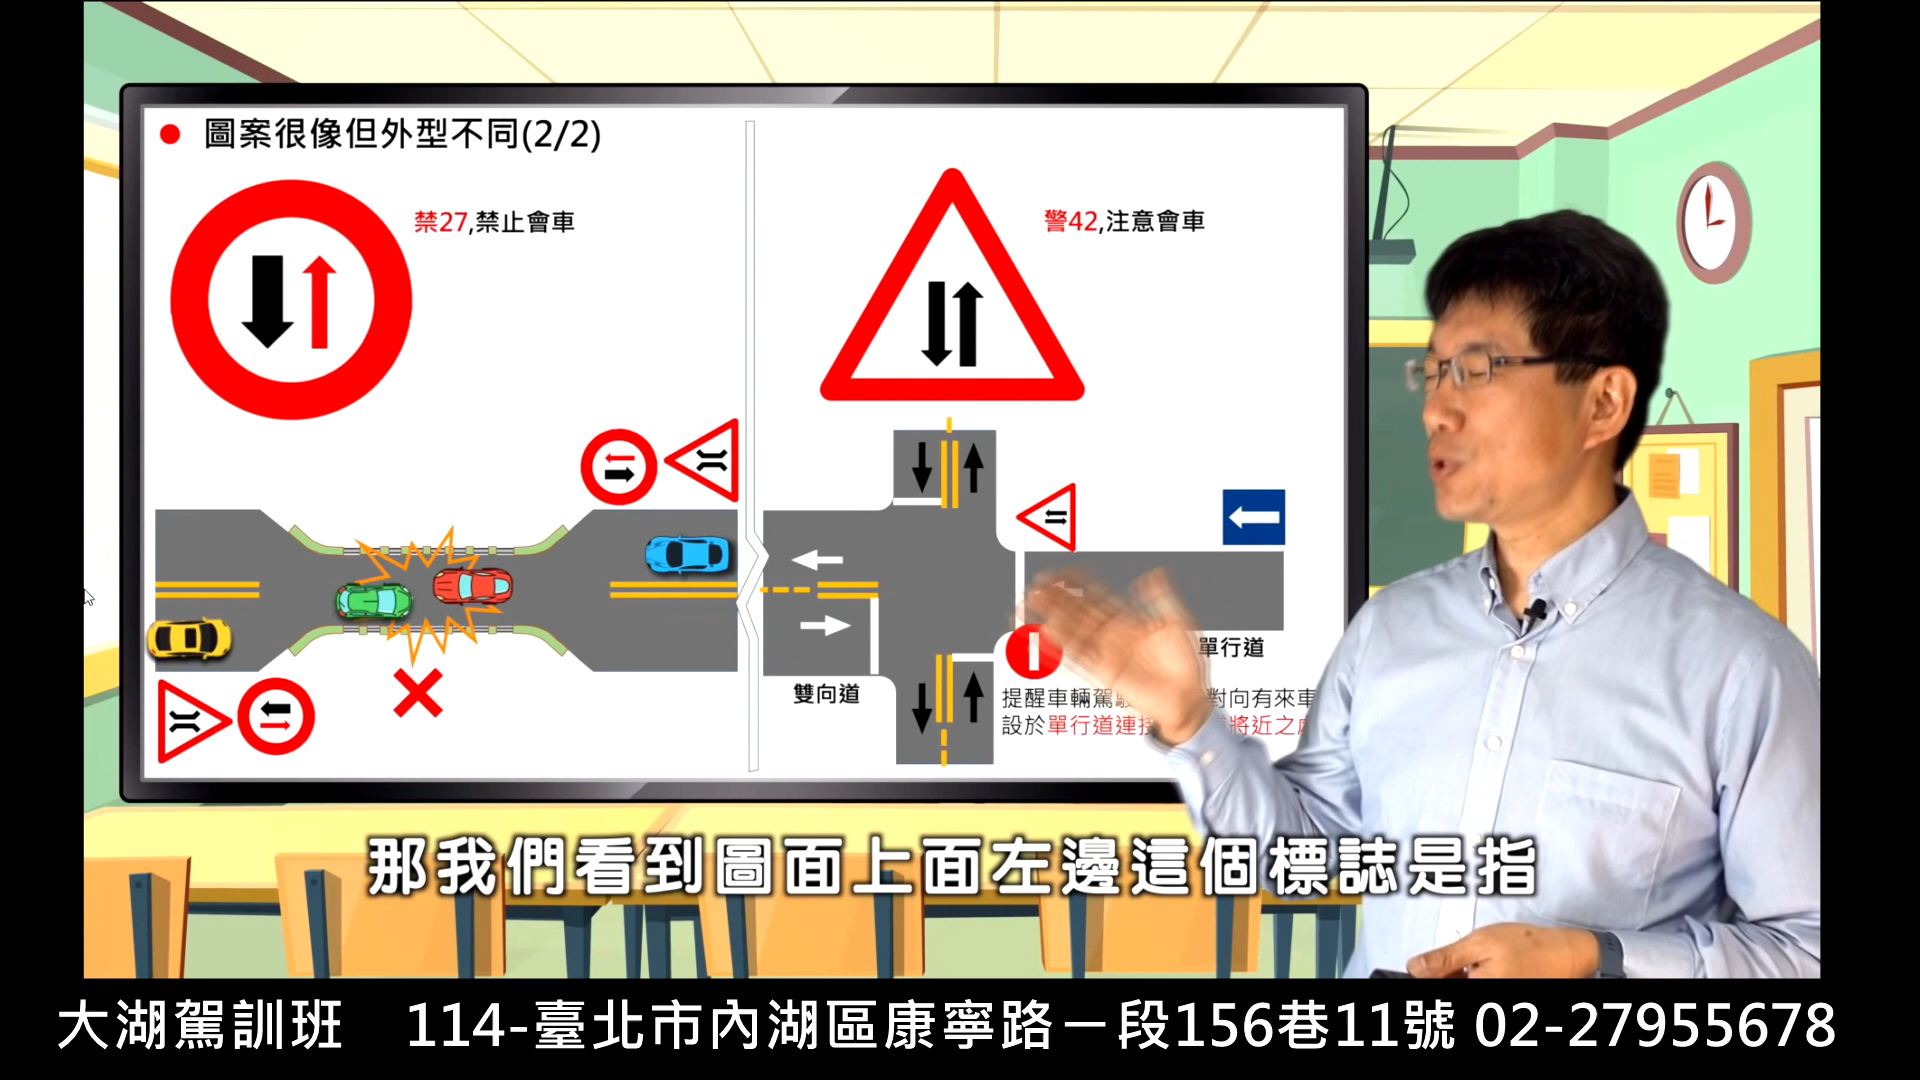 圖案很像但外型不同(2/2)
禁27,禁止會車
警42,注意會車
雙向道
單行道
提醒車輛駕 對向有來車
設於單行道連接 將近之
那我們看到圖面上面左邊這個標誌是指
大湖駕訓班 114-臺北市內湖區康寧路一段156巷11號 02-27955678